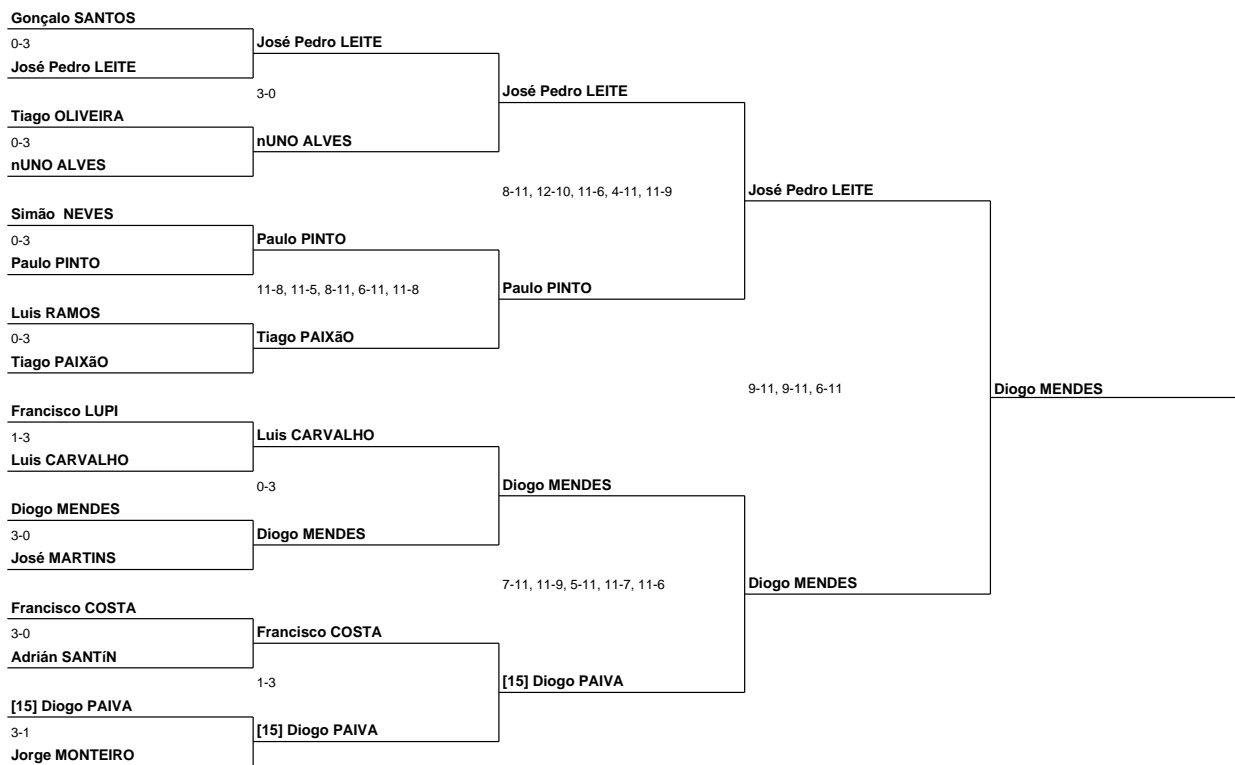 Gonçalo SANTOS
0-3
José Pedro LEITE
José Pedro LEITE
3-0
José Pedro LEITE
Tiago OLIVEIRA
0-3
nUNO ALVES
nUNO ALVES
8-11, 12-10, 11-6, 4-11, 11-9
José Pedro LEITE
Simão  NEVES
0-3
Paulo PINTO
Paulo PINTO
11-8, 11-5, 8-11, 6-11, 11-8
Paulo PINTO
Luis RAMOS
0-3
Tiago PAIXãO
Tiago PAIXãO
9-11, 9-11, 6-11
Diogo MENDES
Francisco LUPI
1-3
Luis CARVALHO
Luis CARVALHO
0-3
Diogo MENDES
Diogo MENDES
3-0
Diogo MENDES
José MARTINS
7-11, 11-9, 5-11, 11-7, 11-6
Diogo MENDES
Francisco COSTA
3-0
Francisco COSTA
Adrián SANTíN
1-3
[15] Diogo PAIVA
[15] Diogo PAIVA
3-1
[15] Diogo PAIVA
Jorge MONTEIRO